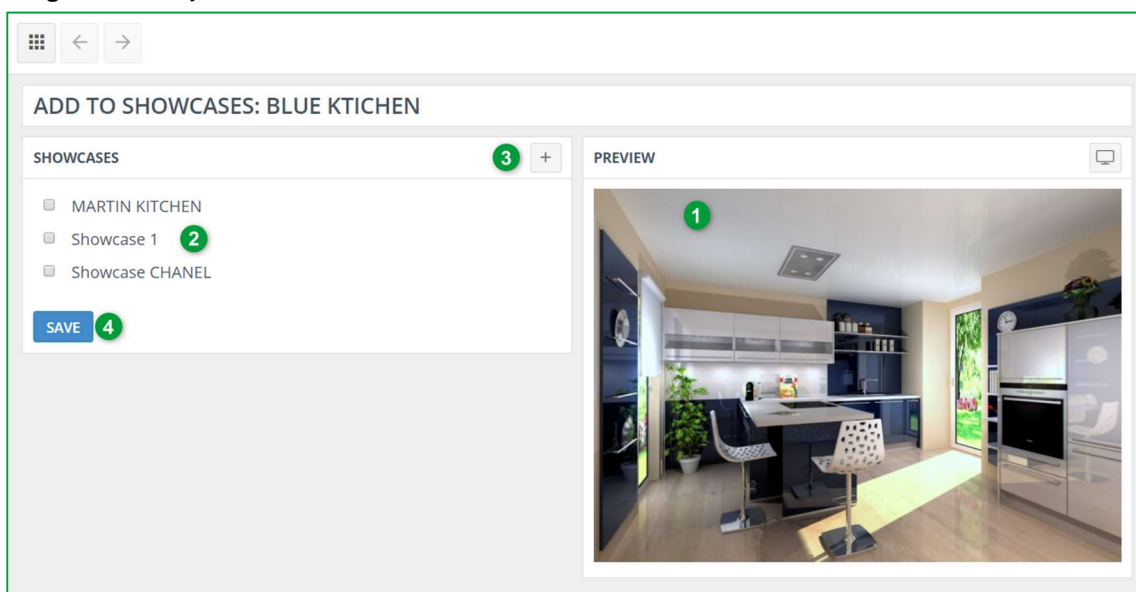 ADD TO SHOWCASES: BLUE KTICHEN
SHOWCASES
3
+
MARTIN KITCHEN
Showcase 1
2
Showcase CHANEL
SAVE
4
PREVIEW
1